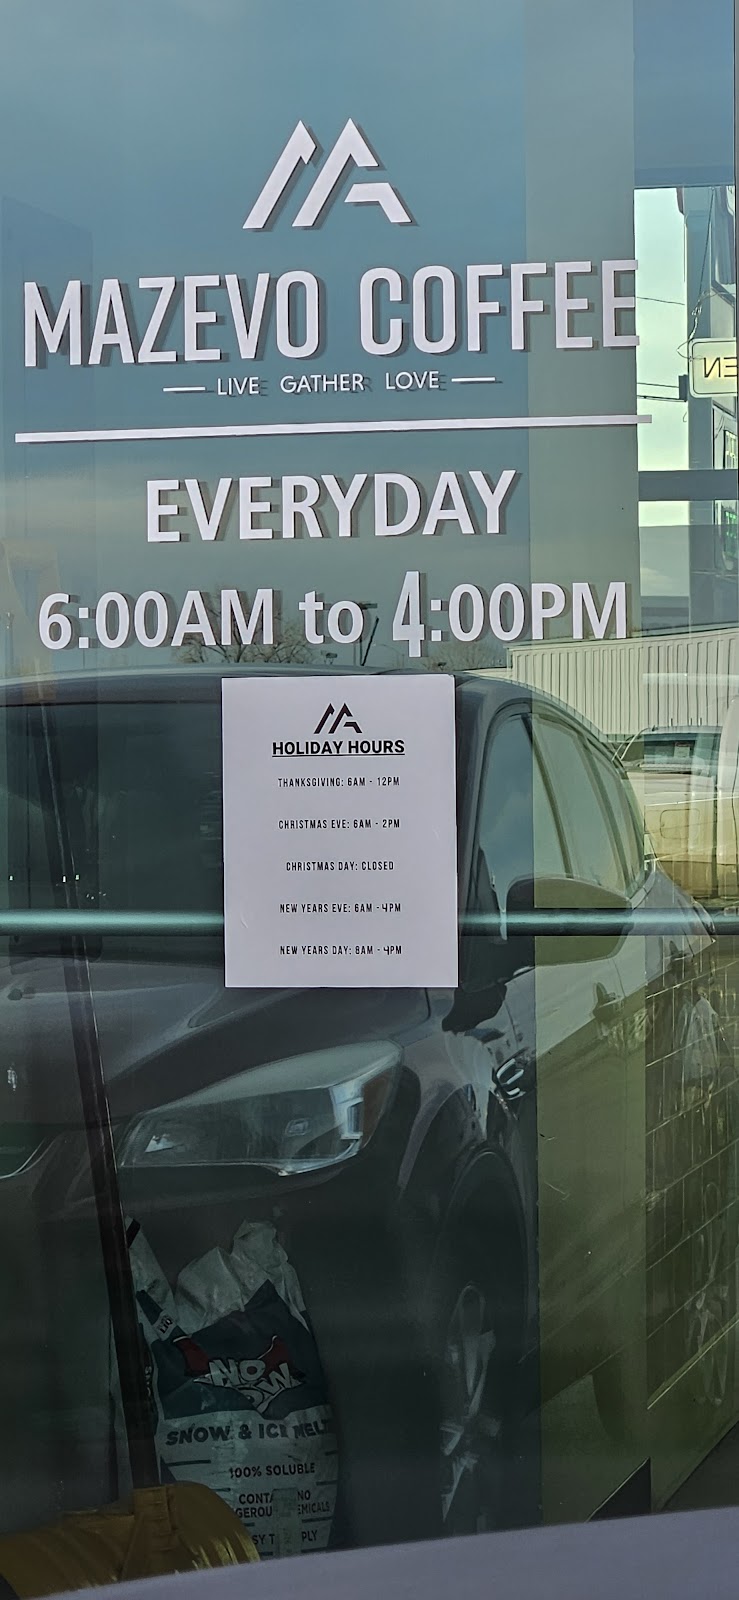 MAZEVO COFFEE
LIVE GATHER LOVE
EVERYDAY
6:00AM to 4:00PM
HOLIDAY HOURS
THANKSGIVING: 6AM - 12PM
CHRISTMAS EVE: 6AM - 2PM
CHRISTMAS DAY: CLOSED
NEW YEARS EVE: 6AM - 4PM
NEW YEARS DAY: 8AM - 4PM
SNOW & ICE MELT
100% SOLUBLE
NO